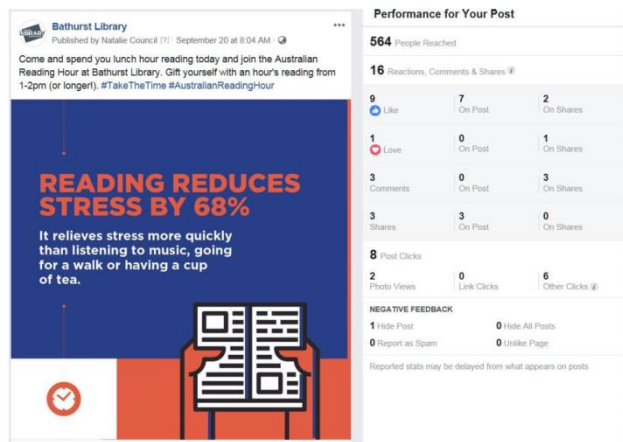 LIBRARY
Bathurst Library
Published by Natalie Council [?] · September 20 at 8:04 AM ·
Come and spend you lunch hour reading today and join the Australian
Reading Hour at Bathurst Library. Gift yourself with an hour's reading from
1-2pm (or longer!). #TakeTheTime #AustralianReadingHour
READING REDUCES
STRESS BY 68%
It relieves stress more quickly
than listening to music, going
for a walk or having a cup
of tea.
Performance for Your Post
564 People Reached
16 Reactions, Comments & Shares
9 7 2
Like On Post On Shares
1 0 1
Love On Post On Shares
3 0 3
Comments On Post On Shares
3 3 0
Shares On Post On Shares
8 Post Clicks
2 0 6
Photo Views Link Clicks Other Clicks
NEGATIVE FEEDBACK
1 Hide Post 0 Hide All Posts
0 Report as Spam 0 Unlike Page
Reported stats may be delayed from what appears on posts